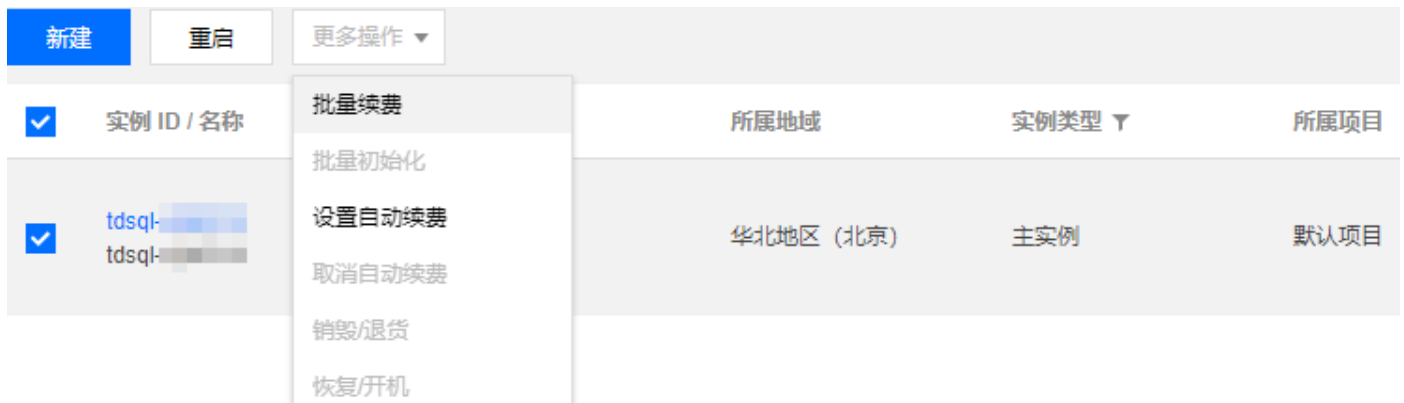 新建 重启 更多操作
实例 ID / 名称 批量续费 所属地域 实例类型 所属项目
批量初始化
tdsql- 设置自动续费 华北地区（北京） 主实例 默认项目
tdsql-
取消自动续费
销毁/退货
恢复/开机